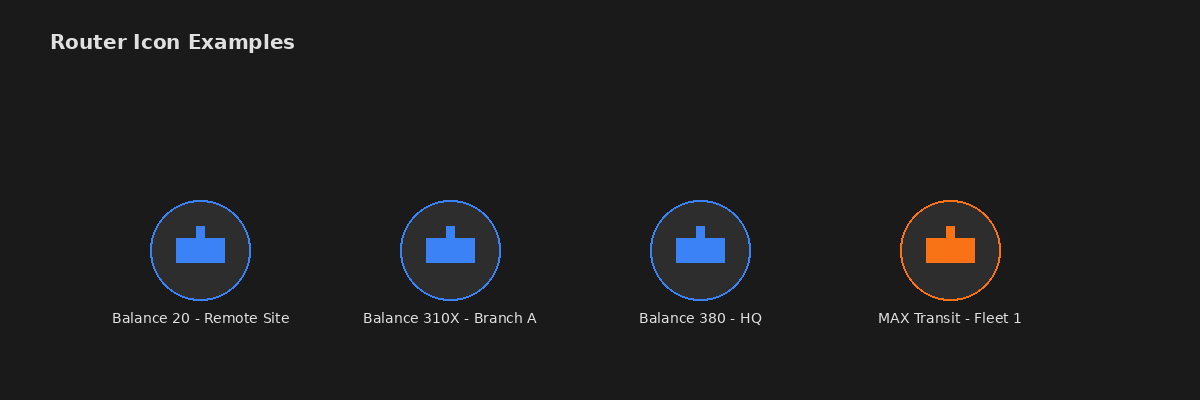 Router Icon Examples
Balance 20 - Remote Site
Balance 310X - Branch A
Balance 380 - HQ
MAX Transit - Fleet 1